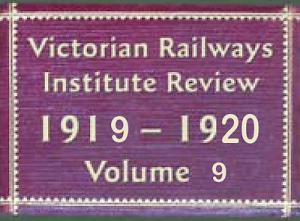 Victorian Railways
Institute Review
1919 – 1920
Volume 9